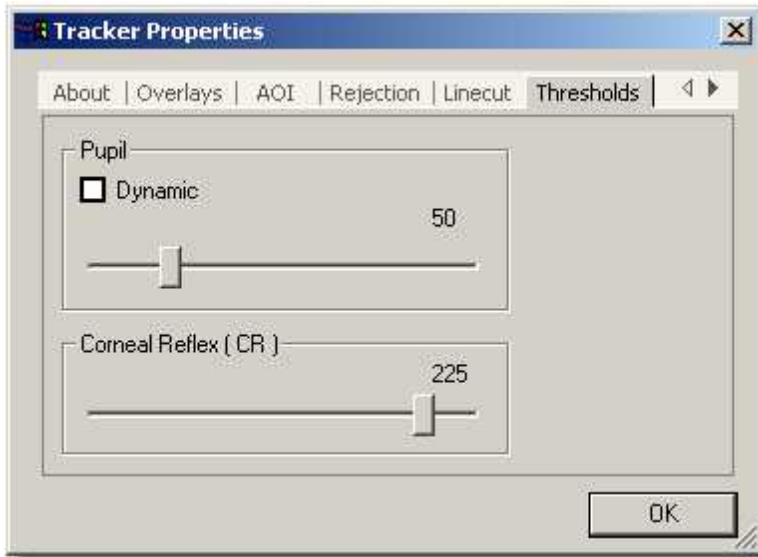 Tracker Properties
About | Overlays | AOI | Rejection | Linecut Thresholds
Pupil
Dynamic
50
Corneal Reflex ( CR )
225
OK